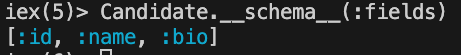 iex(5)> Candidate.__schema__(:fields)
[:id, :name, :bio]